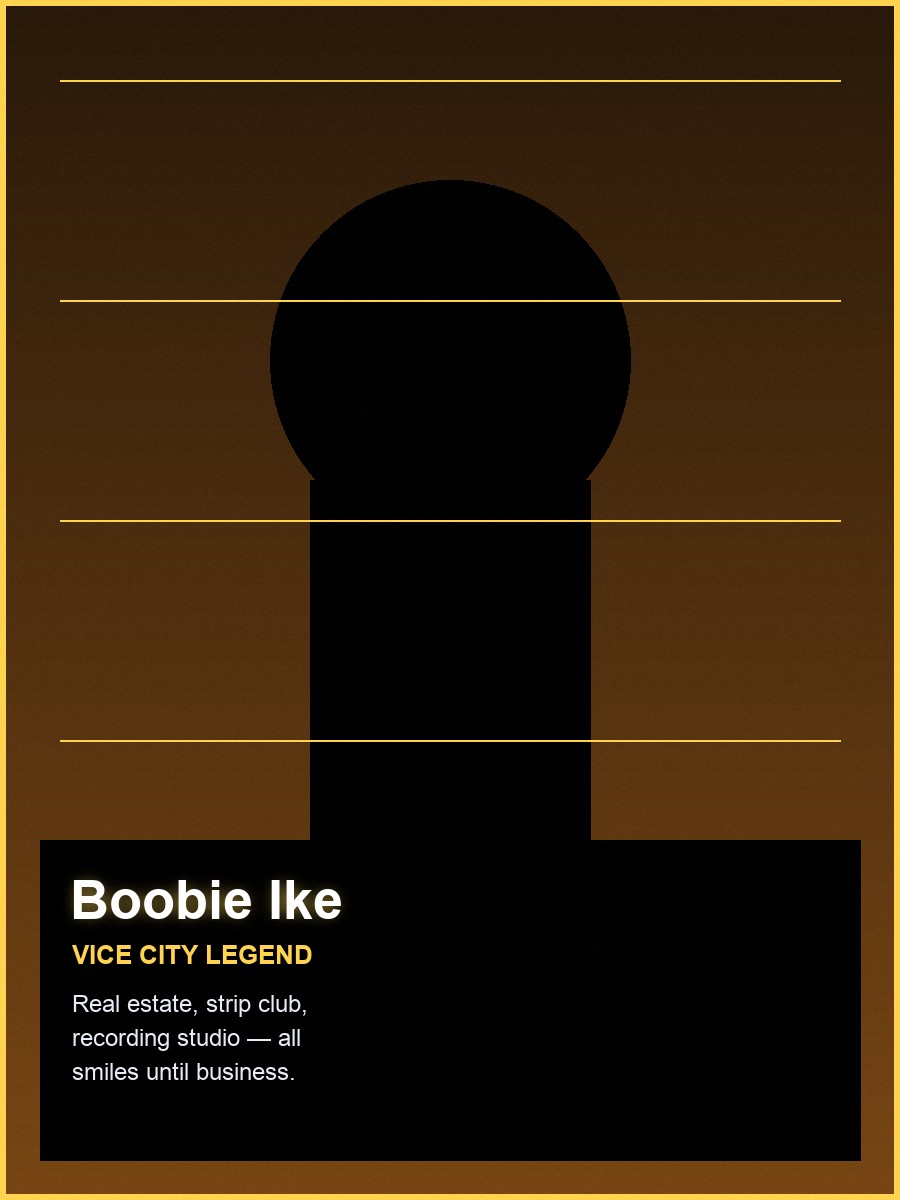 Boobie Ike
VICE CITY LEGEND
Real estate, strip club,
recording studio — all
smiles until business.